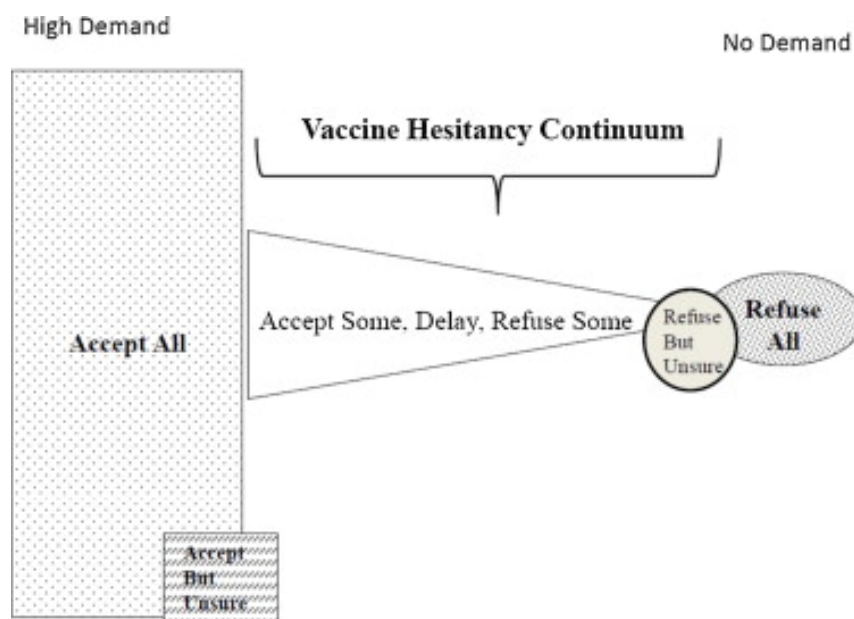 High Demand
No Demand
Vaccine Hesitancy Continuum
Accept All
Accept Some, Delay, Refuse Some
Refuse
But
Unsure
Refuse
All
Accept
But
Unsure